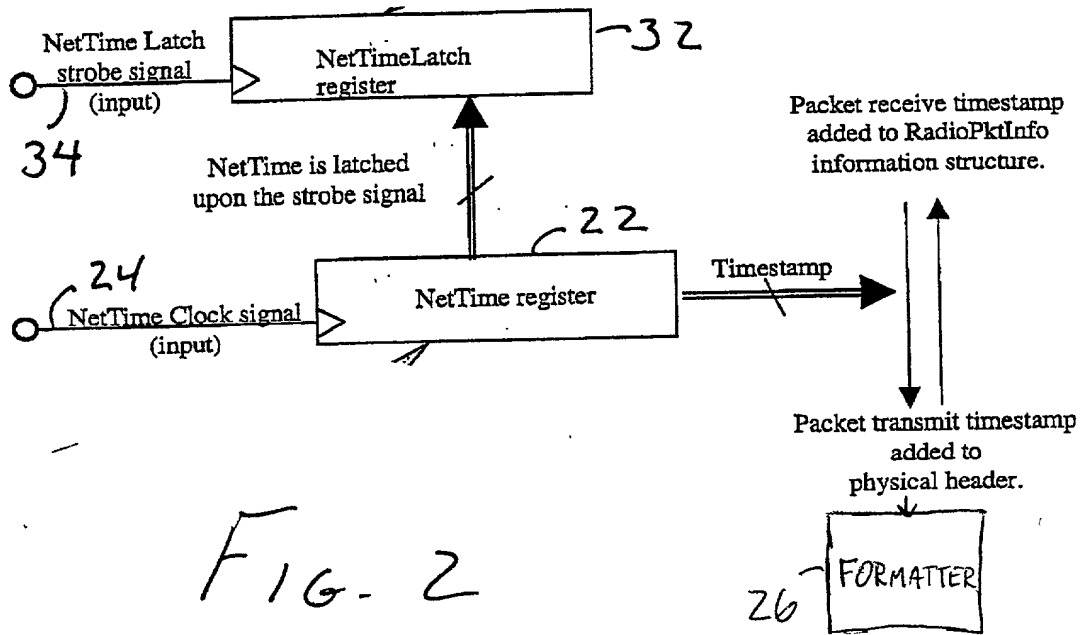 NetTime Latch
strobe signal
(input)
34
NetTimeLatch
register
32
NetTime is latched
upon the strobe signal
Packet receive timestamp
added to RadioPktInfo
information structure.
22
24
NetTime Clock signal
(input)
NetTime register
Timestamp
Packet transmit timestamp
added to
physical header.
FORMATTER
26
FIG. 2